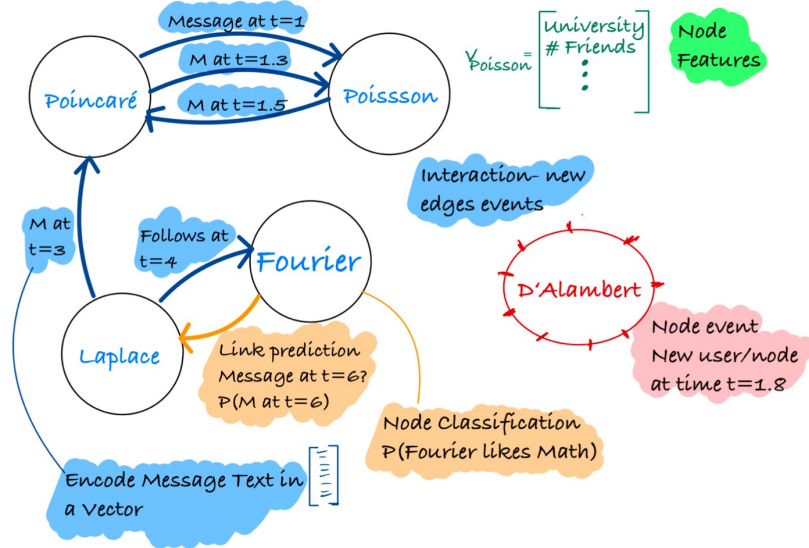 Message at t=1
M at t=1.3
M at t=1.5
Poincaré
Poissson
V Poisson =
University
# Friends
Node
Features
Interaction- new
edges events
M at
t=3
Follows at
t=4
Fourier
Laplace
D'Alambert
Link prediction
Message at t=6?
P(M at t=6)
Node event
New user/node
at time t=1.8
Node Classification
P(Fourier likes Math)
Encode Message Text in
a Vector